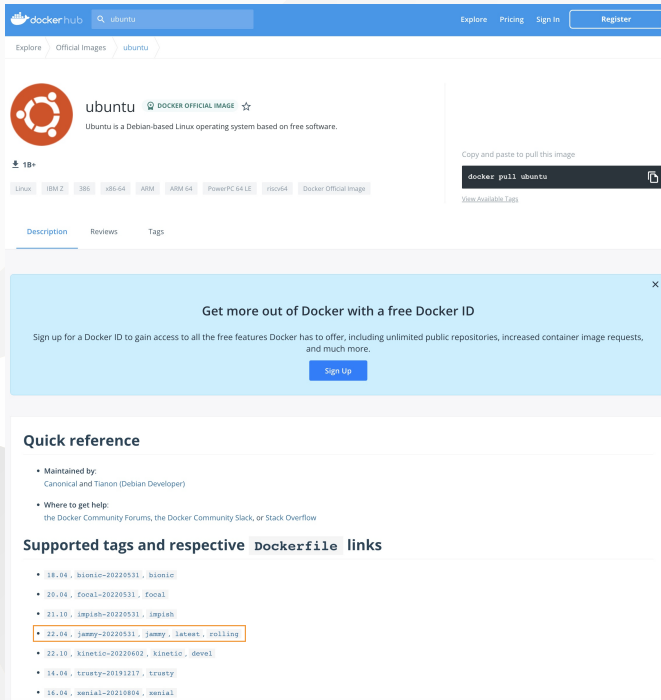 dockerhub ubuntu Explore Pricing Sign In Register
Explore Official Images ubuntu
ubuntu DOCKER OFFICIAL IMAGE
Ubuntu is a Debian-based Linux operating system based on free software.
1B+
Copy and paste to pull this image
docker pull ubuntu
Linux IBM Z 386 x86-64 ARM ARM 64 PowerPC 64 LE riscv64 Docker Official Image
View Available Tags
Description Reviews Tags
Get more out of Docker with a free Docker ID
Sign up for a Docker ID to gain access to all the free features Docker has to offer, including unlimited public repositories, increased container image requests,
and much more.
Sign Up
Quick reference
• Maintained by:
Canonical and Tianon (Debian Developer)
• Where to get help:
the Docker Community Forums, the Docker Community Slack, or Stack Overflow
Supported tags and respective Dockerfile links
• 18.04, bionic-20220531, bionic
• 20.04, focal-20220531, focal
• 21.10, impish-20220531, impish
• 22.04, jammy-20220531, jammy, latest, rolling
• 22.10, kinetic-20220602, kinetic, devel
• 14.04, trusty-20191217, trusty
• 16.04, xenial-20210804, xenial